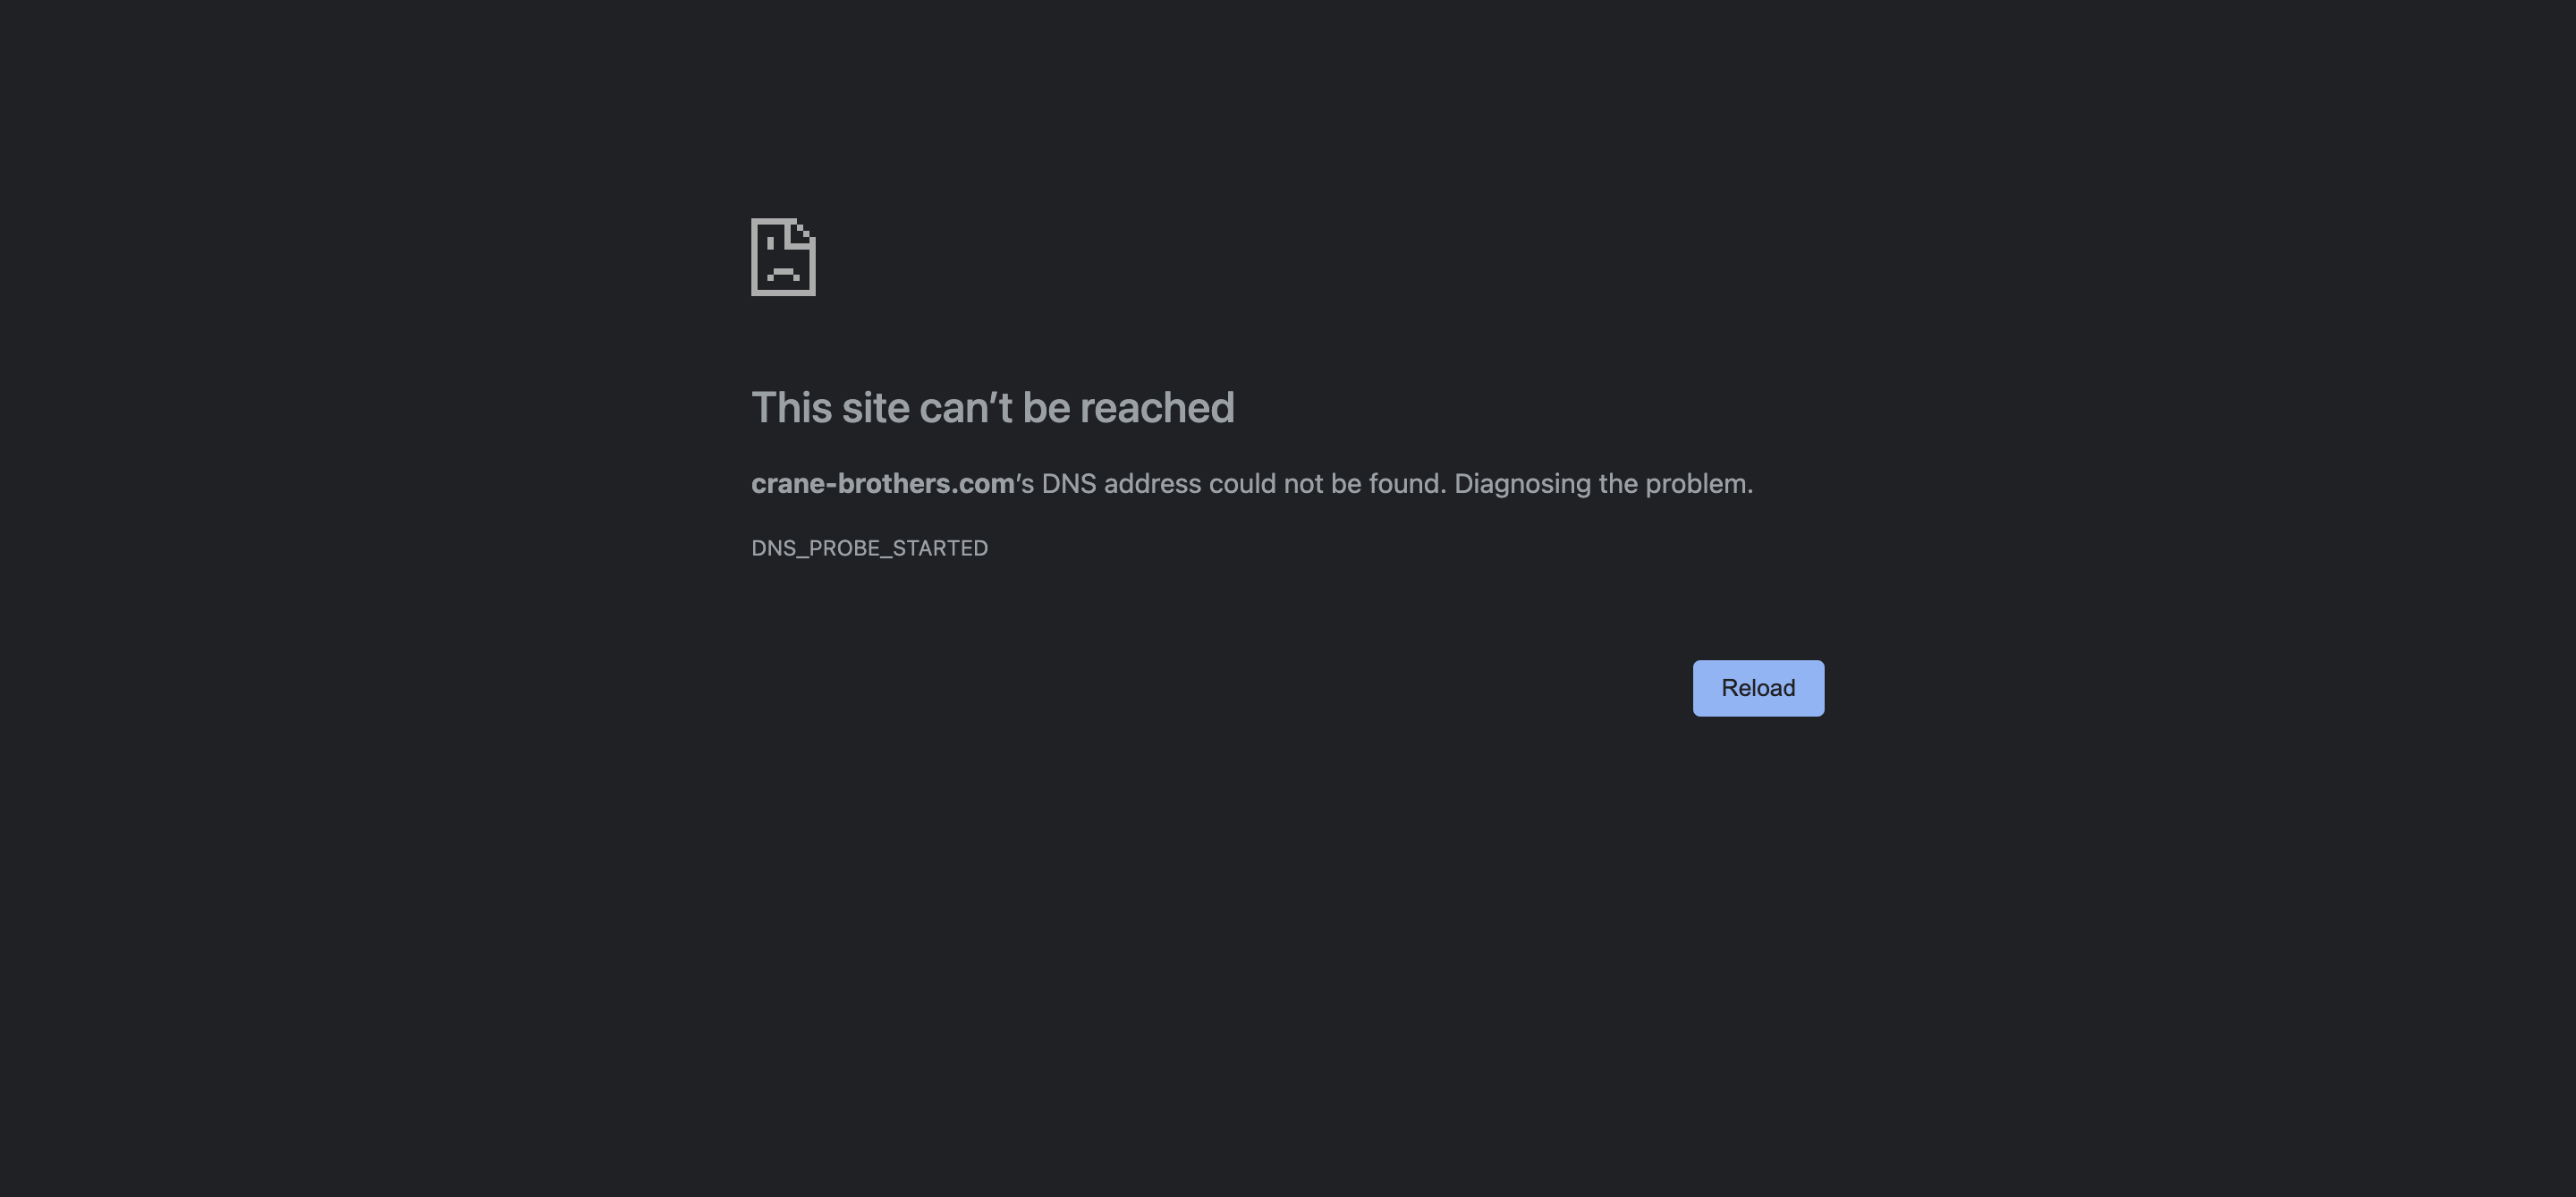 This site can’t be reached
crane-brothers.com’s DNS address could not be found. Diagnosing the problem.
DNS_PROBE_STARTED
Reload